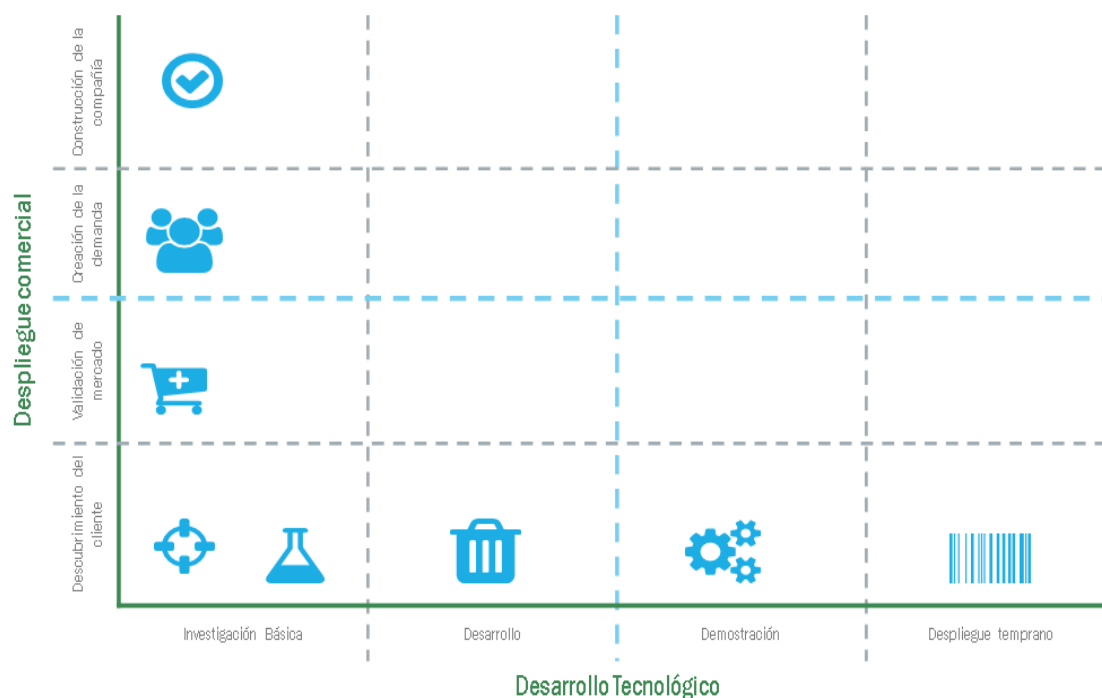 Despliegue comercial
Construcción de la
compañía
Creación de la
demanda
Validación de
mercado
Descubrimiento del
cliente
Investigación Básica
Desarrollo
Demostración
Despliegue temprano
Desarrollo Tecnológico